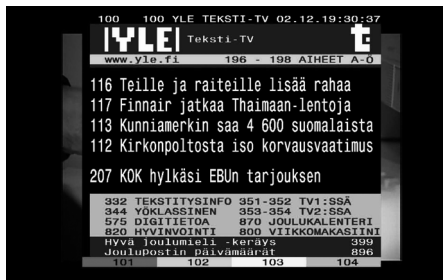 100 100 YLE TEKSTI-TV 02.12.19:30:37
YLE Teksti-TV t:
www.yle.fi 196 - 198 AIHEET A-Ö
116 Teille ja raiteille lisää rahaa
117 Finnair jatkaa Thaimaan-lentoja
113 Kunniamerkin saa 4 600 suomalaista
112 Kirkonpoltosta iso korvausvaatimus
207 KOK hylkäsi EBUn tarjouksen
332 TEKSTITYSINFO 351-352 TV1:SSÄ
344 YÖKLASSINEN 353-354 TV2:SSA
575 DIGITIETOA 870 JOULUKALENTERI
820 HYVINVOINTI 800 VIIKKOMAKASIINI
Hyvä joulumieli -keräys 399
Joulupostin päivämäärät 896
101 102 103 104